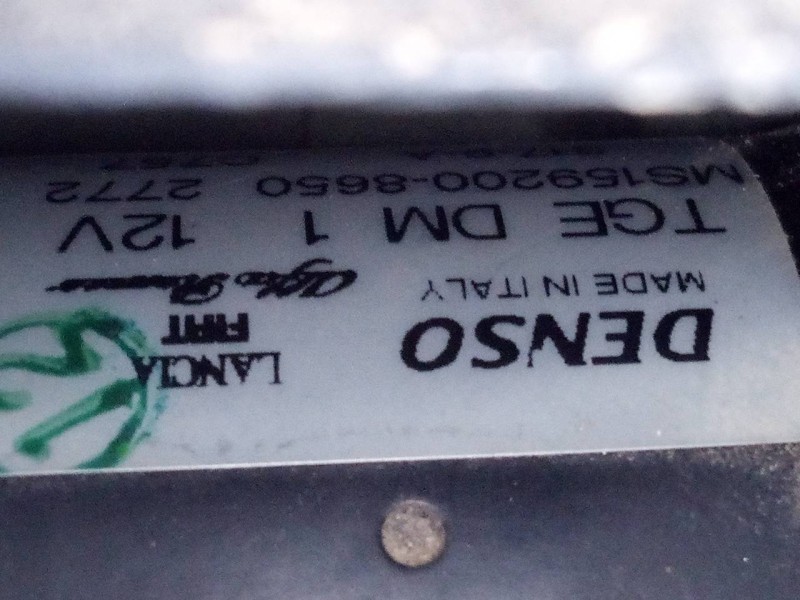 DENSO
LANCIA
FIAT
MADE IN ITALY
Alfa Romeo
TGE DM 1 12V
MS159200-8650 2772